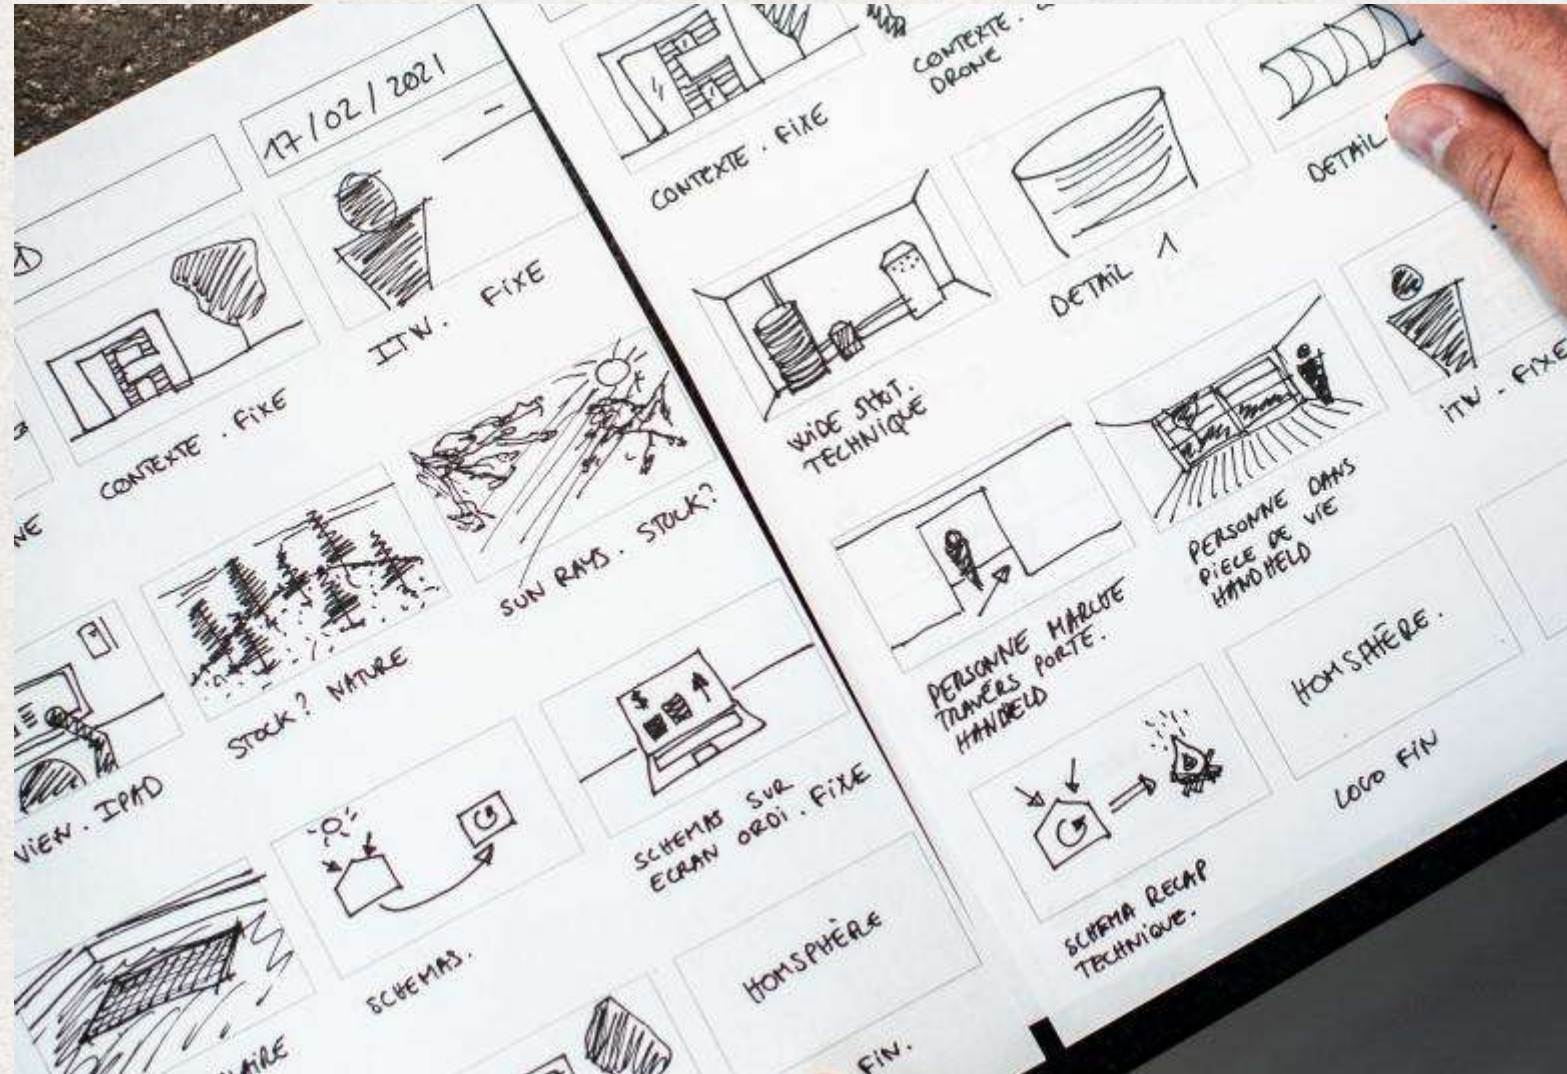 17/02/2021
1
CONTEXTE . FIXE
ITW . FIXE
STOCK? NATURE
SUN RAYS. STOCK?
VIEW . IPAD
SCHEMAS.
SCHEMAS SUR
ECRAN ORDI . FIXE
HOMSPHÈRE
FIN.
CONTEXTE . FIXE
CONTEXTE .
DRONE
WIDE SHOT.
TECHNIQUE
DETAIL 1
DETAIL
PERSONNE MARCHE
TRAVERS PORTE.
HANDELD
PERSONNE DANS
PIECE DE VIE
HANDHELD
ITW . FIXE
SCHEMA RECAP
TECHNIQUE.
HOMSPHÈRE.
LOGO FIN